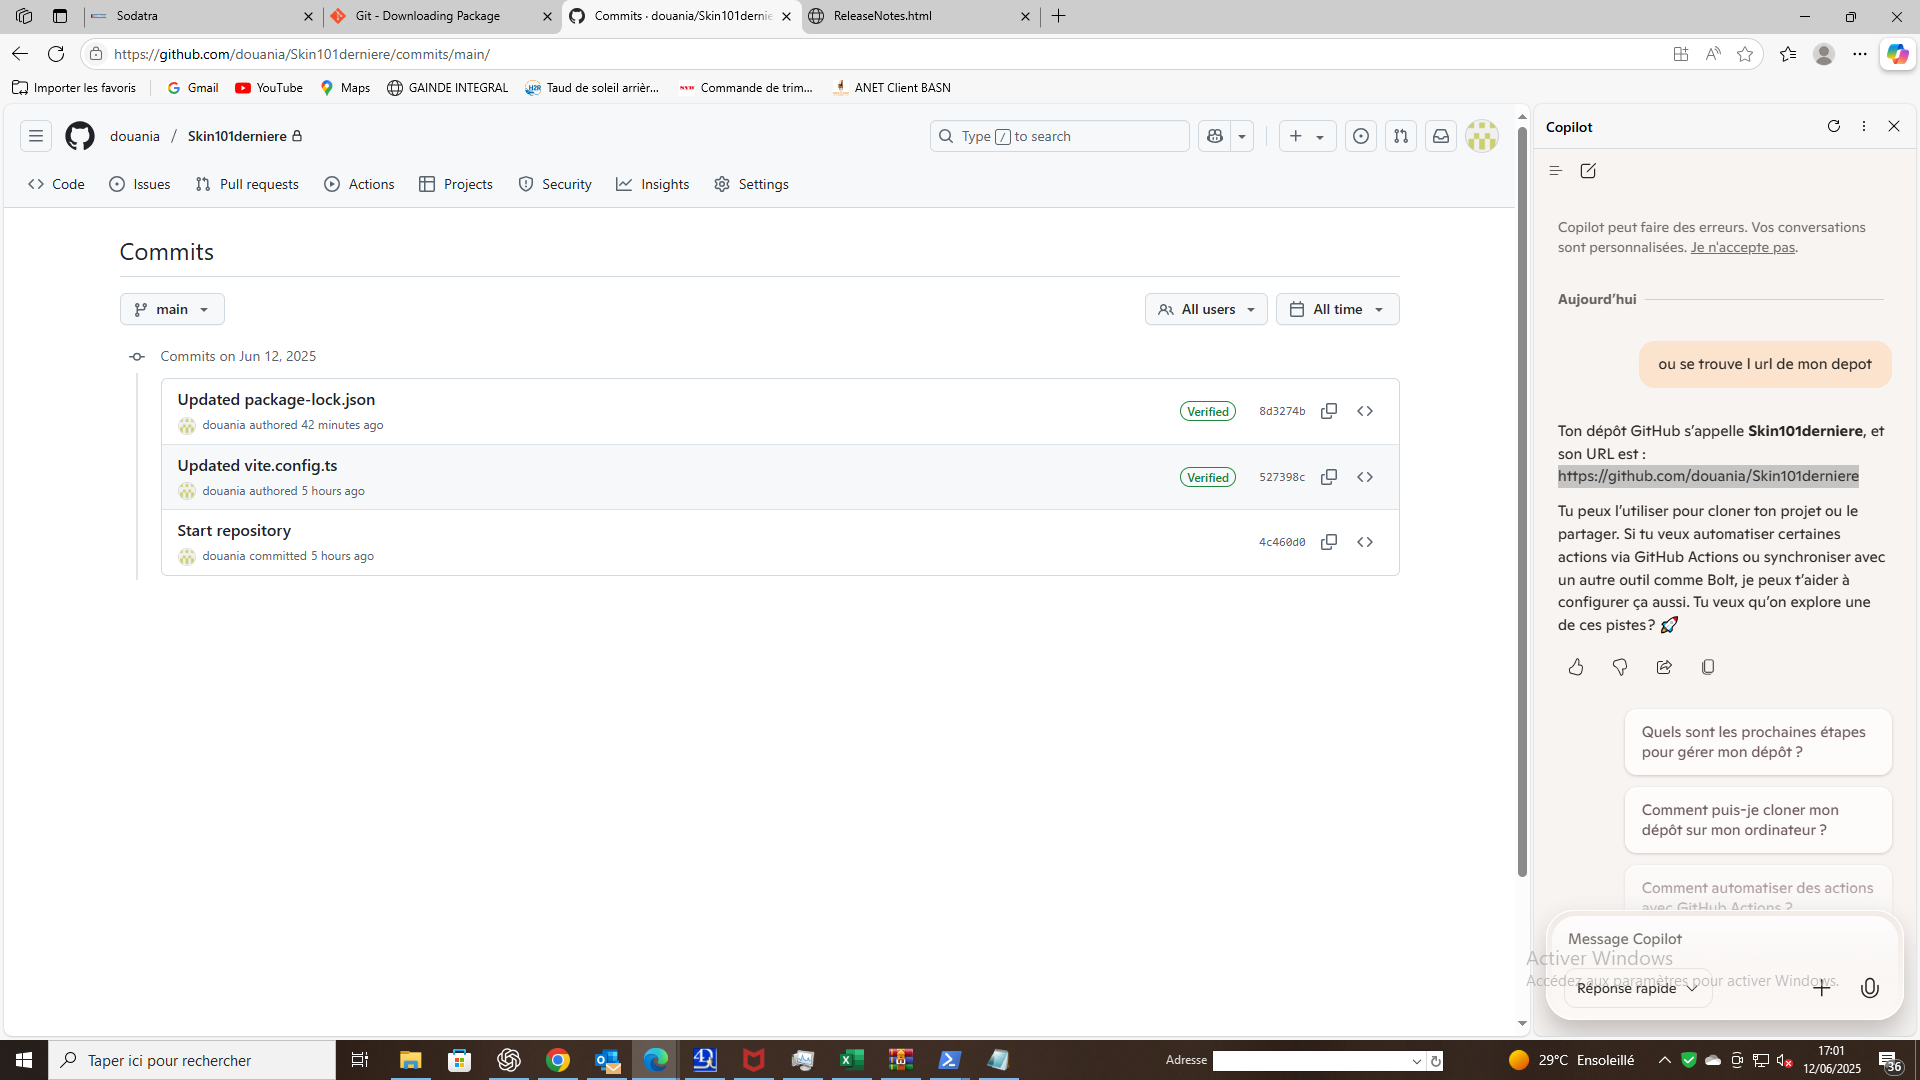 Sodatra
Git - Downloading Package
Commits · douania/Skin101dernie
ReleaseNotes.html
https://github.com/douania/Skin101derniere/commits/main/
Importer les favoris
Gmail
YouTube
Maps
GAINDE INTEGRAL
Taud de soleil arrièr...
Commande de trim...
ANET Client BASN
douania / Skin101derniere
Type / to search
Code
Issues
Pull requests
Actions
Projects
Security
Insights
Settings
Commits
main
All users
All time
Commits on Jun 12, 2025
Updated package-lock.json
douania authored 42 minutes ago
Verified
8d3274b
Updated vite.config.ts
douania authored 5 hours ago
Verified
527398c
Start repository
douania committed 5 hours ago
4c460d0
Copilot
Copilot peut faire des erreurs. Vos conversations
sont personnalisées. Je n'accepte pas.
Aujourd’hui
ou se trouve l url de mon depot
Ton dépôt GitHub s’appelle Skin101derniere, et
son URL est :
https://github.com/douania/Skin101derniere
Tu peux l’utiliser pour cloner ton projet ou le
partager. Si tu veux automatiser certaines
actions via GitHub Actions ou synchroniser avec
un autre outil comme Bolt, je peux t’aider à
configurer ça aussi. Tu veux qu’on explore une
de ces pistes? 🚀
Quels sont les prochaines étapes
pour gérer mon dépôt ?
Comment puis-je cloner mon
dépôt sur mon ordinateur ?
Comment automatiser des actions
avec GitHub Actions ?
Message Copilot
Réponse rapide
Activer Windows
Accédez aux paramètres pour activer Windows.
Taper ici pour rechercher
Adresse
29°C Ensoleillé
17:01
12/06/2025
36